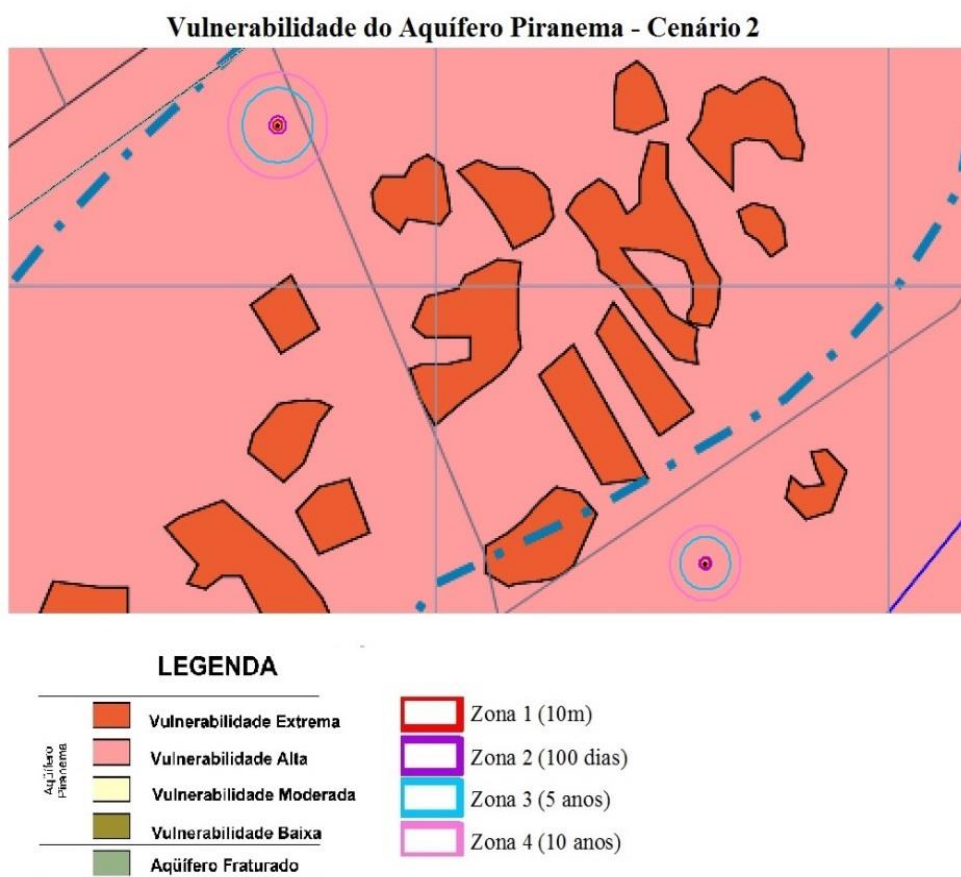 Vulnerabilidade do Aquífero Piranema - Cenário 2
LEGENDA
Aqüífero
Piranema
Vulnerabilidade Extrema
Vulnerabilidade Alta
Vulnerabilidade Moderada
Vulnerabilidade Baixa
Aqüífero Fraturado
Zona 1 (10m)
Zona 2 (100 dias)
Zona 3 (5 anos)
Zona 4 (10 anos)